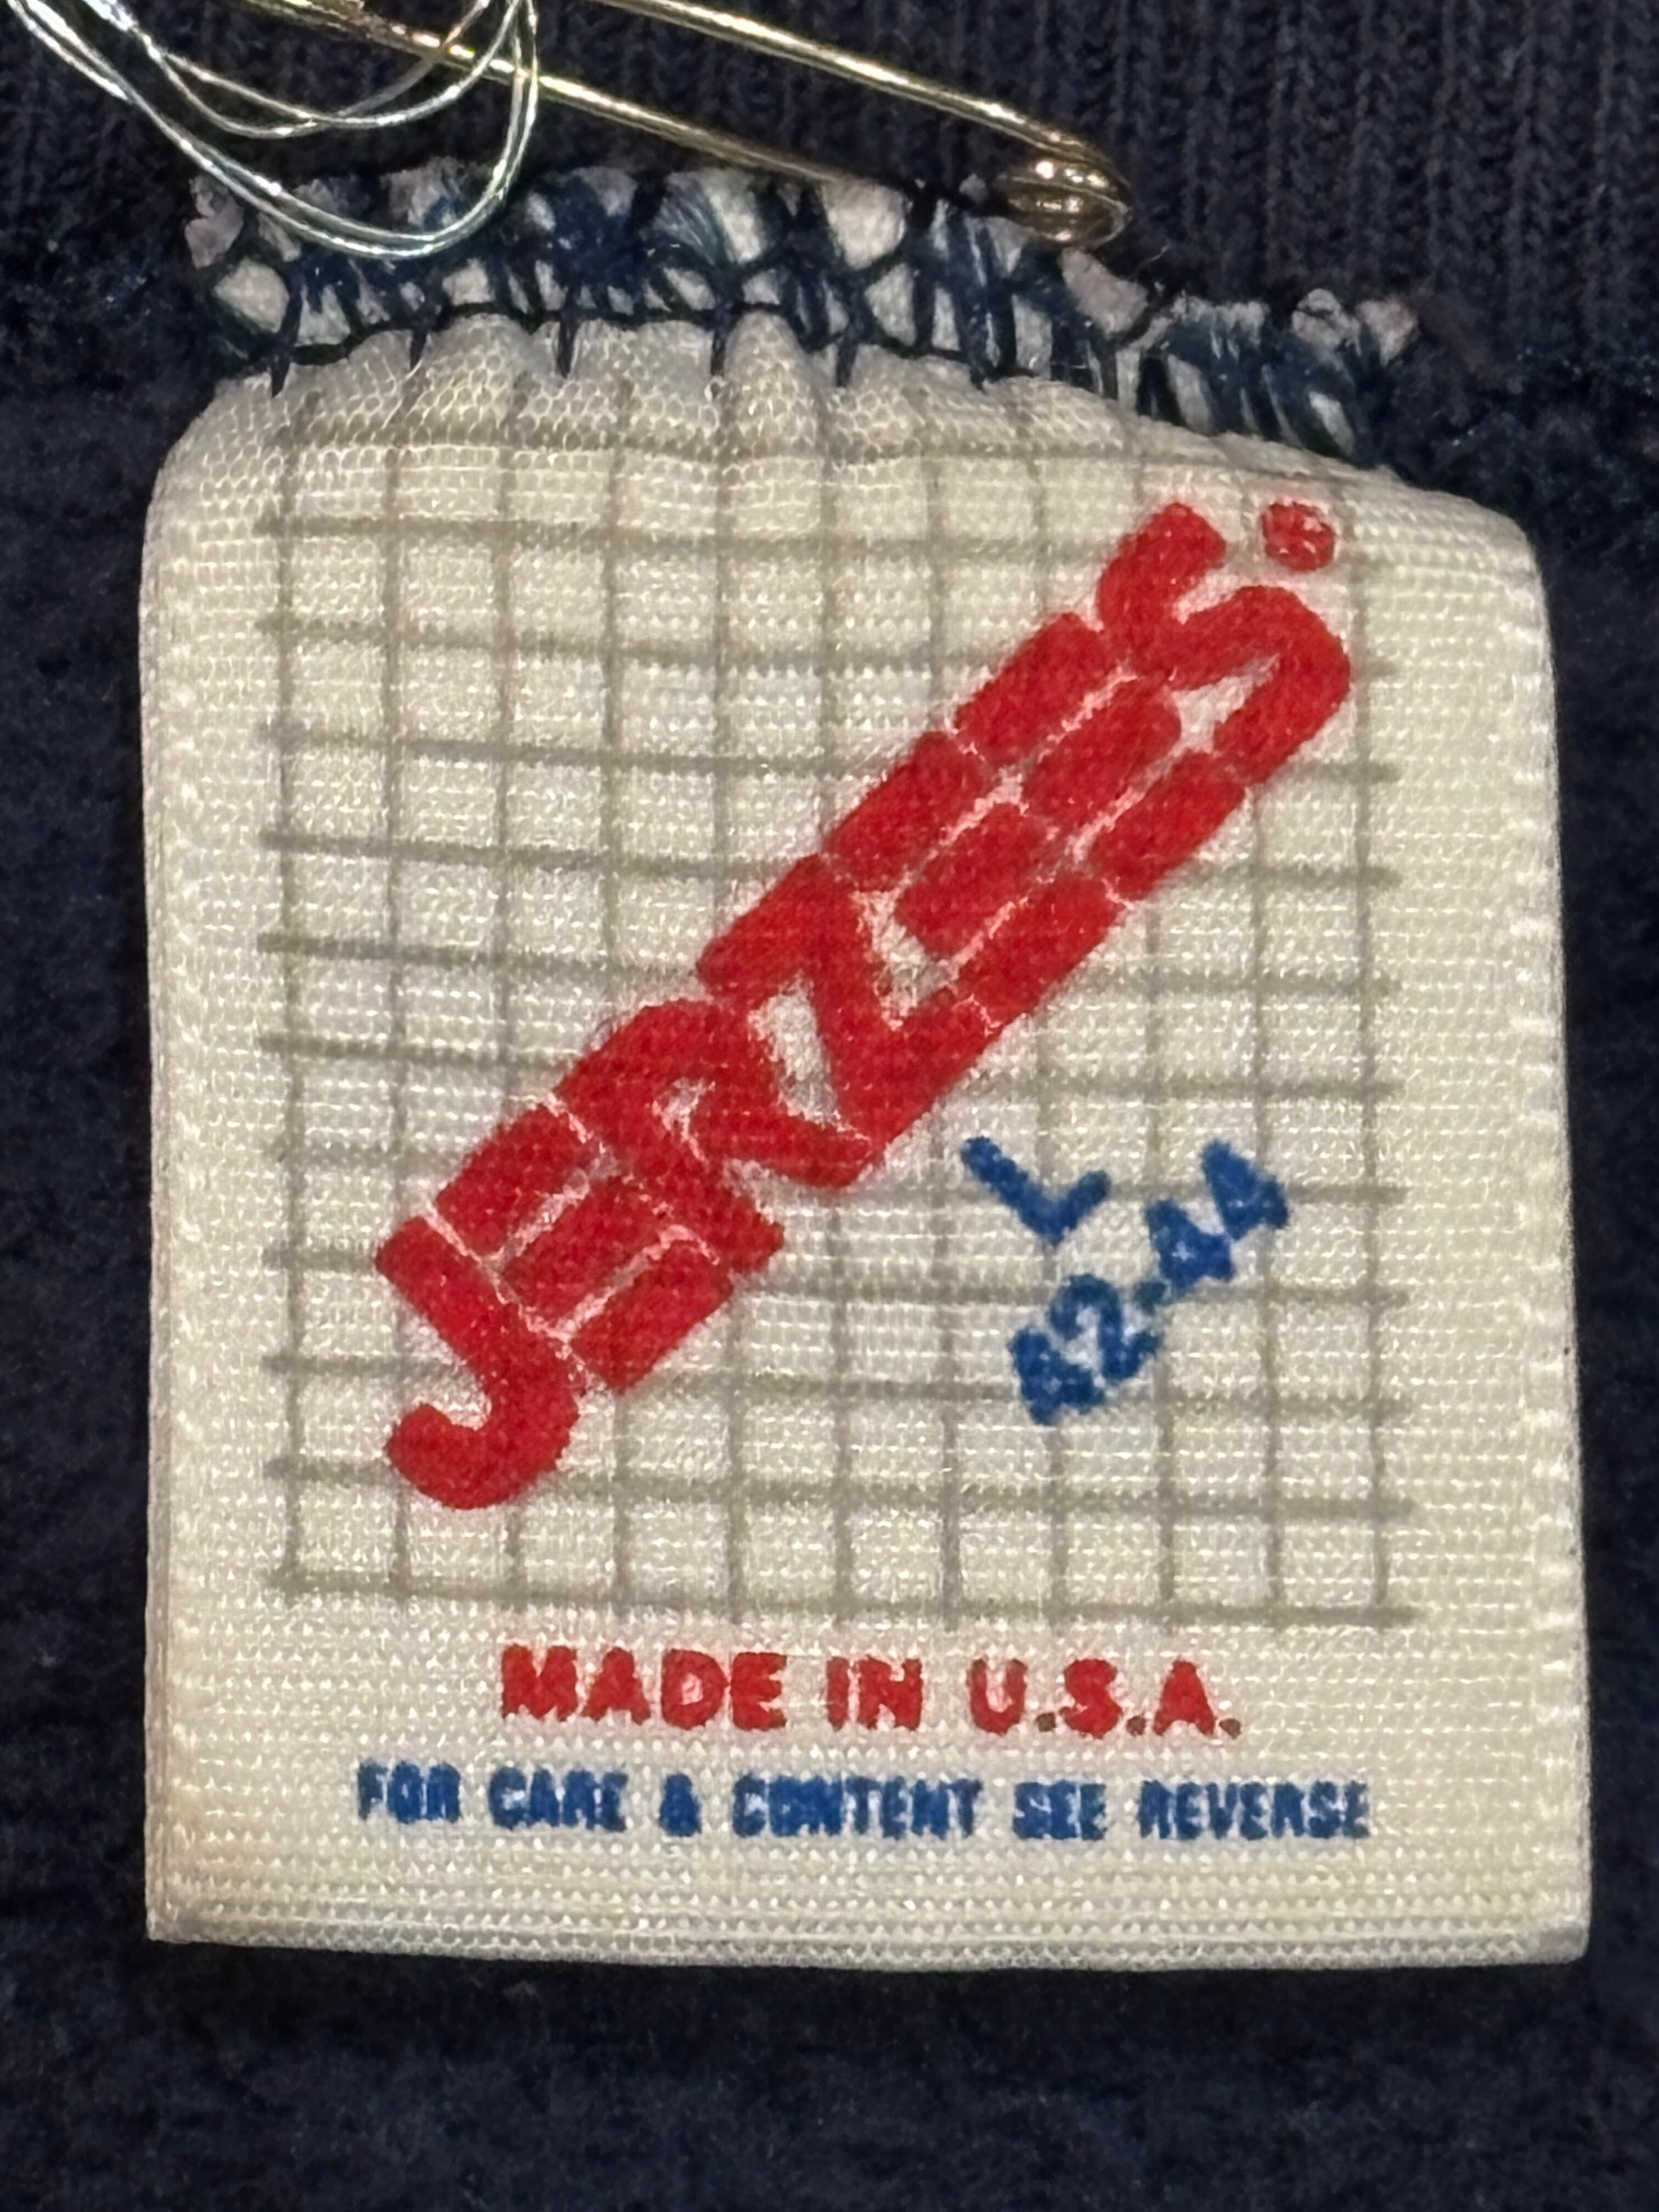 JERZEES®
L
42-44
MADE IN U.S.A.
FOR CARE & CONTENT SEE REVERSE